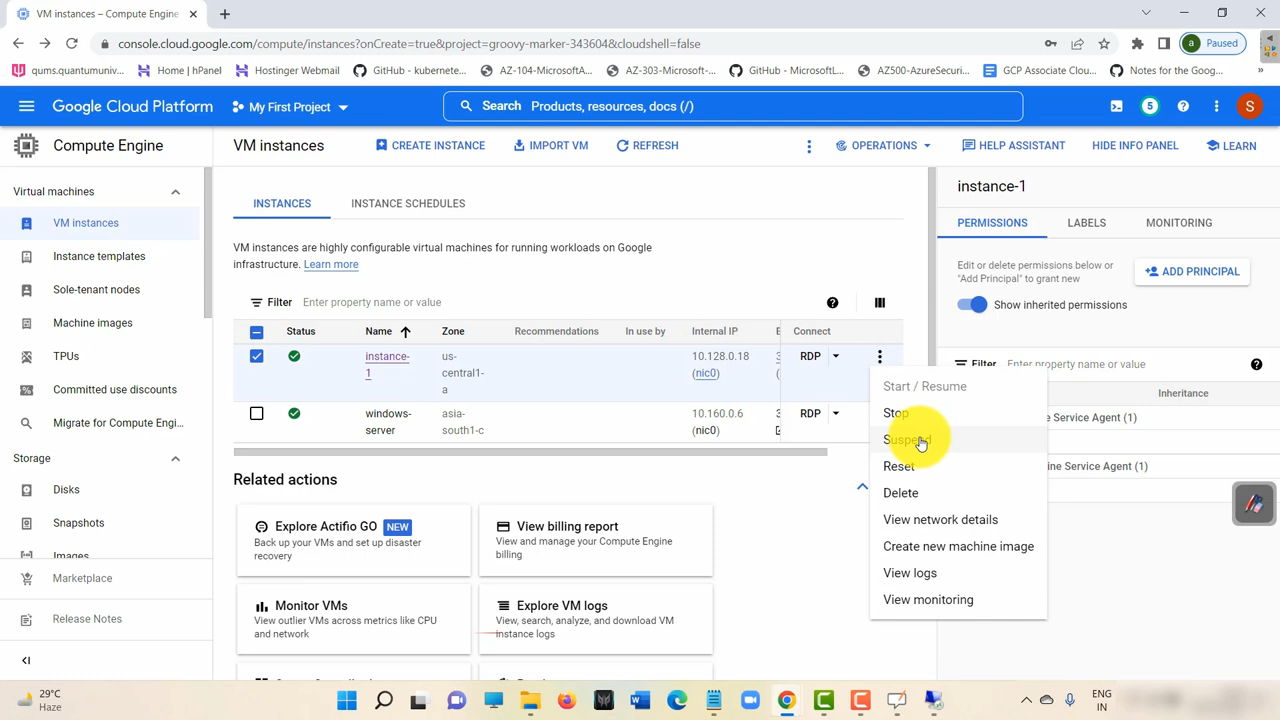 VM instances – Google Cloud Platf
console.cloud.google.com/compute/instances?onCreate=true&project=groovy-marker-343604&cloudshell=false
a Paused
qums.quantumuniv... Home | hPanel Hostinger Webmail GitHub - kubernete... AZ-104-MicrosoftA... AZ-303-Microsoft-... GitHub - MicrosoftL... AZ500-AzureSecuri... GCP Associate Clou... Notes for the Goog...
Google Cloud Platform My First Project Search Products, resources, docs (/) 5 S
Compute Engine
VM instances CREATE INSTANCE IMPORT VM REFRESH OPERATIONS HELP ASSISTANT HIDE INFO PANEL LEARN
Virtual machines
VM instances
Instance templates
Sole-tenant nodes
Machine images
TPUs
Committed use discounts
Migrate for Compute Engi...
Storage
Disks
Snapshots
Images
Marketplace
Release Notes
INSTANCES INSTANCE SCHEDULES
VM instances are highly configurable virtual machines for running workloads on Google
infrastructure. Learn more
Filter Enter property name or value
Status Name Zone Recommendations In use by Internal IP E Connect
instance- us- 10.128.0.18 3 RDP
1 central1- (nic0) (
a
windows- asia- 10.160.0.6 3 RDP
server south1-c (nic0)
Related actions
Explore Actifio GO NEW
Back up your VMs and set up disaster
recovery
View billing report
View and manage your Compute Engine
billing
Monitor VMs
View outlier VMs across metrics like CPU
and network
Explore VM logs
View, search, analyze, and download VM
instance logs
Start / Resume
Stop
Suspend
Reset
Delete
View network details
Create new machine image
View logs
View monitoring
instance-1
PERMISSIONS LABELS MONITORING
Edit or delete permissions below or
"Add Principal" to grant new
ADD PRINCIPAL
Show inherited permissions
Filter Enter property name or value
Inheritance
e Service Agent (1)
ine Service Agent (1)
29°C
Haze
ENG
IN